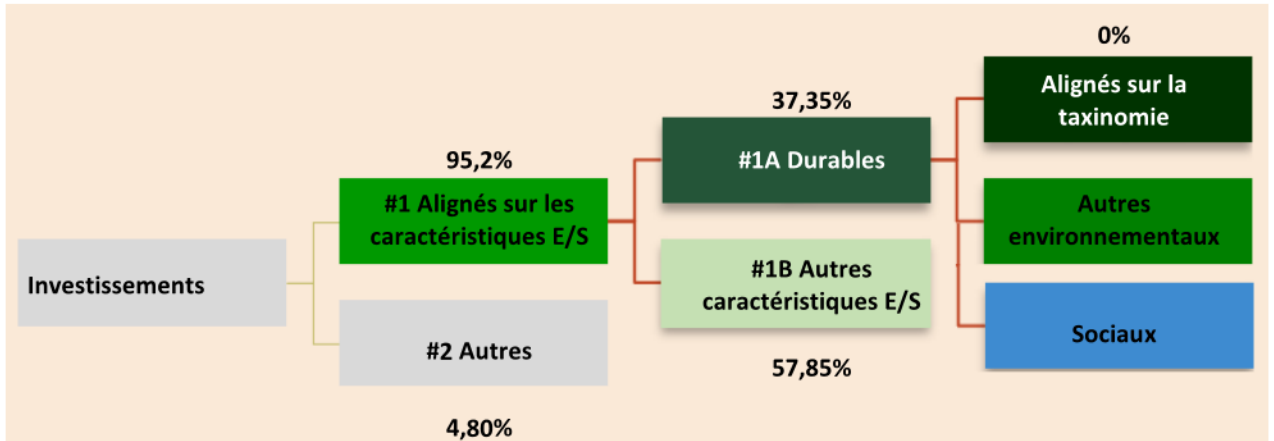 0%
Alignés sur la
taxinomie
37,35%
#1A Durables
95,2%
#1 Alignés sur les
caractéristiques E/S
Autres
environnementaux
Investissements
#1B Autres
caractéristiques E/S
#2 Autres
Sociaux
57,85%
4,80%